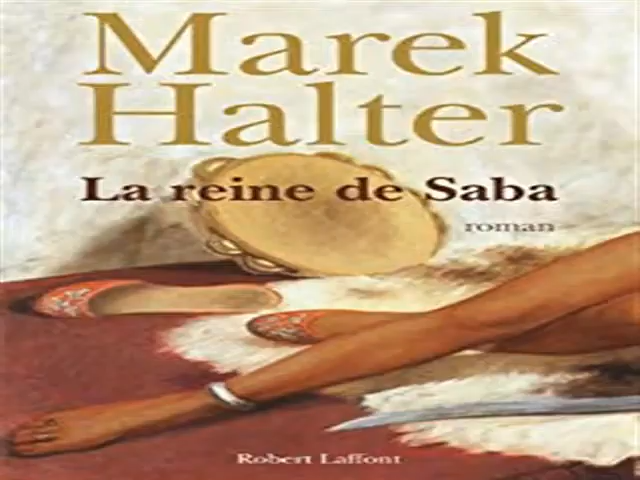 Marek
Halter
La reine de Saba
roman
Robert Laffont